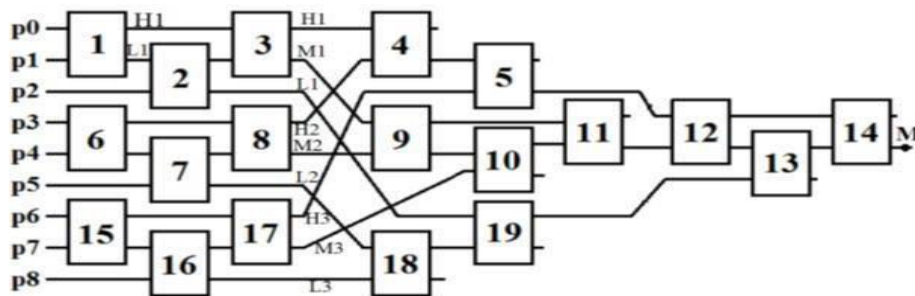 p0 H1 H1
1 3 4
p1 L1 M1
2 5
p2 L1
p3 H2
11 12 14
6 8 9
p4 M2 M
10 13
7
p5 L2
p6 H3
15 17 19
p7 M3
16 18
p8 L3